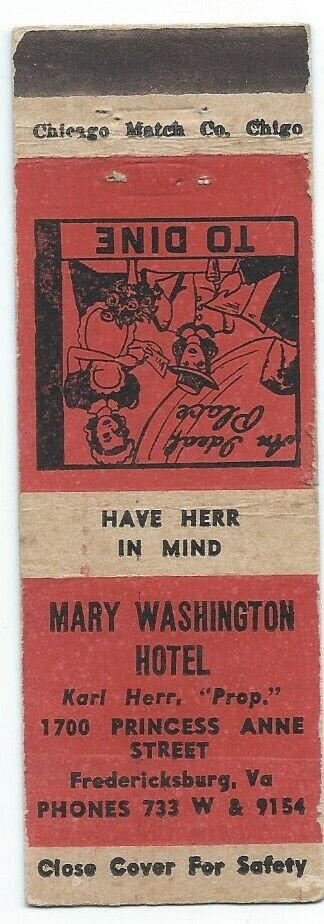 Chicago Match Co. Chigo
An Ideal
Place
TO DINE
HAVE HERR
IN MIND
MARY WASHINGTON
HOTEL
Karl Herr, "Prop."
1700 PRINCESS ANNE
STREET
Fredericksburg, Va
PHONES 733 W & 9154
Close Cover For Safety